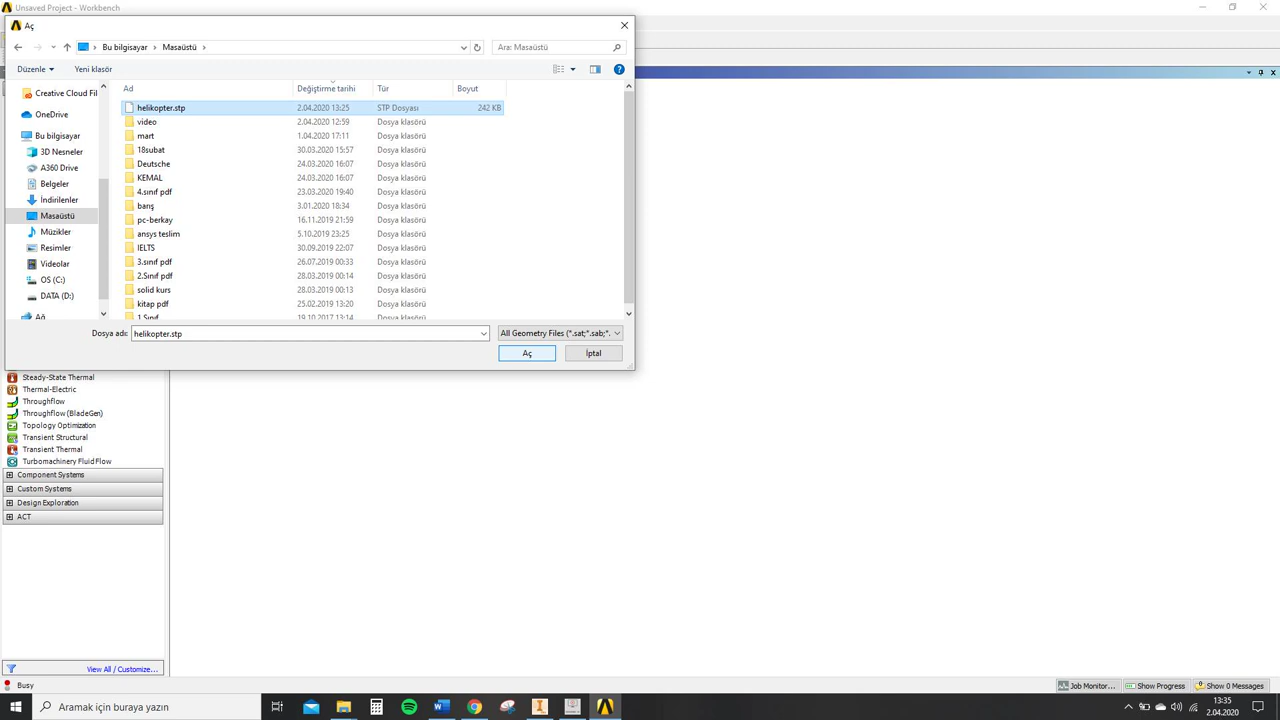 Unsaved Project - Workbench
Aç
Bu bilgisayar > Masaüstü >
Ara: Masaüstü
Düzenle
Yeni klasör
Ad
Değiştirme tarihi
Tür
Boyut
Creative Cloud Fil
OneDrive
Bu bilgisayar
3D Nesneler
A360 Drive
Belgeler
İndirilenler
Masaüstü
Müzikler
Resimler
Videolar
OS (C:)
DATA (D:)
Ağ
helikopter.stp 2.04.2020 13:25 STP Dosyası 242 KB
video 2.04.2020 12:59 Dosya klasörü
mart 1.04.2020 17:11 Dosya klasörü
18subat 30.03.2020 15:57 Dosya klasörü
Deutsche 24.03.2020 16:07 Dosya klasörü
KEMAL 24.03.2020 16:07 Dosya klasörü
4.sınıf pdf 23.03.2020 19:40 Dosya klasörü
barış 3.01.2020 18:34 Dosya klasörü
pc-berkay 16.11.2019 21:59 Dosya klasörü
ansys teslim 5.10.2019 23:25 Dosya klasörü
IELTS 30.09.2019 22:07 Dosya klasörü
3.sınıf pdf 26.07.2019 00:33 Dosya klasörü
2.Sınıf pdf 28.03.2019 00:14 Dosya klasörü
solid kurs 28.03.2019 00:13 Dosya klasörü
kitap pdf 25.02.2019 13:20 Dosya klasörü
1.Sınıf 19.10.2017 13:14 Dosya klasörü
Dosya adı: helikopter.stp
All Geometry Files (*.sat;*.sab;*.
Aç
İptal
Steady-State Thermal
Thermal-Electric
Throughflow
Throughflow (BladeGen)
Topology Optimization
Transient Structural
Transient Thermal
Turbomachinery Fluid Flow
Component Systems
Custom Systems
Design Exploration
ACT
View All / Customize...
Busy
Job Monitor...
Show Progress
Show 0 Messages
Aramak için buraya yazın
13:35
2.04.2020